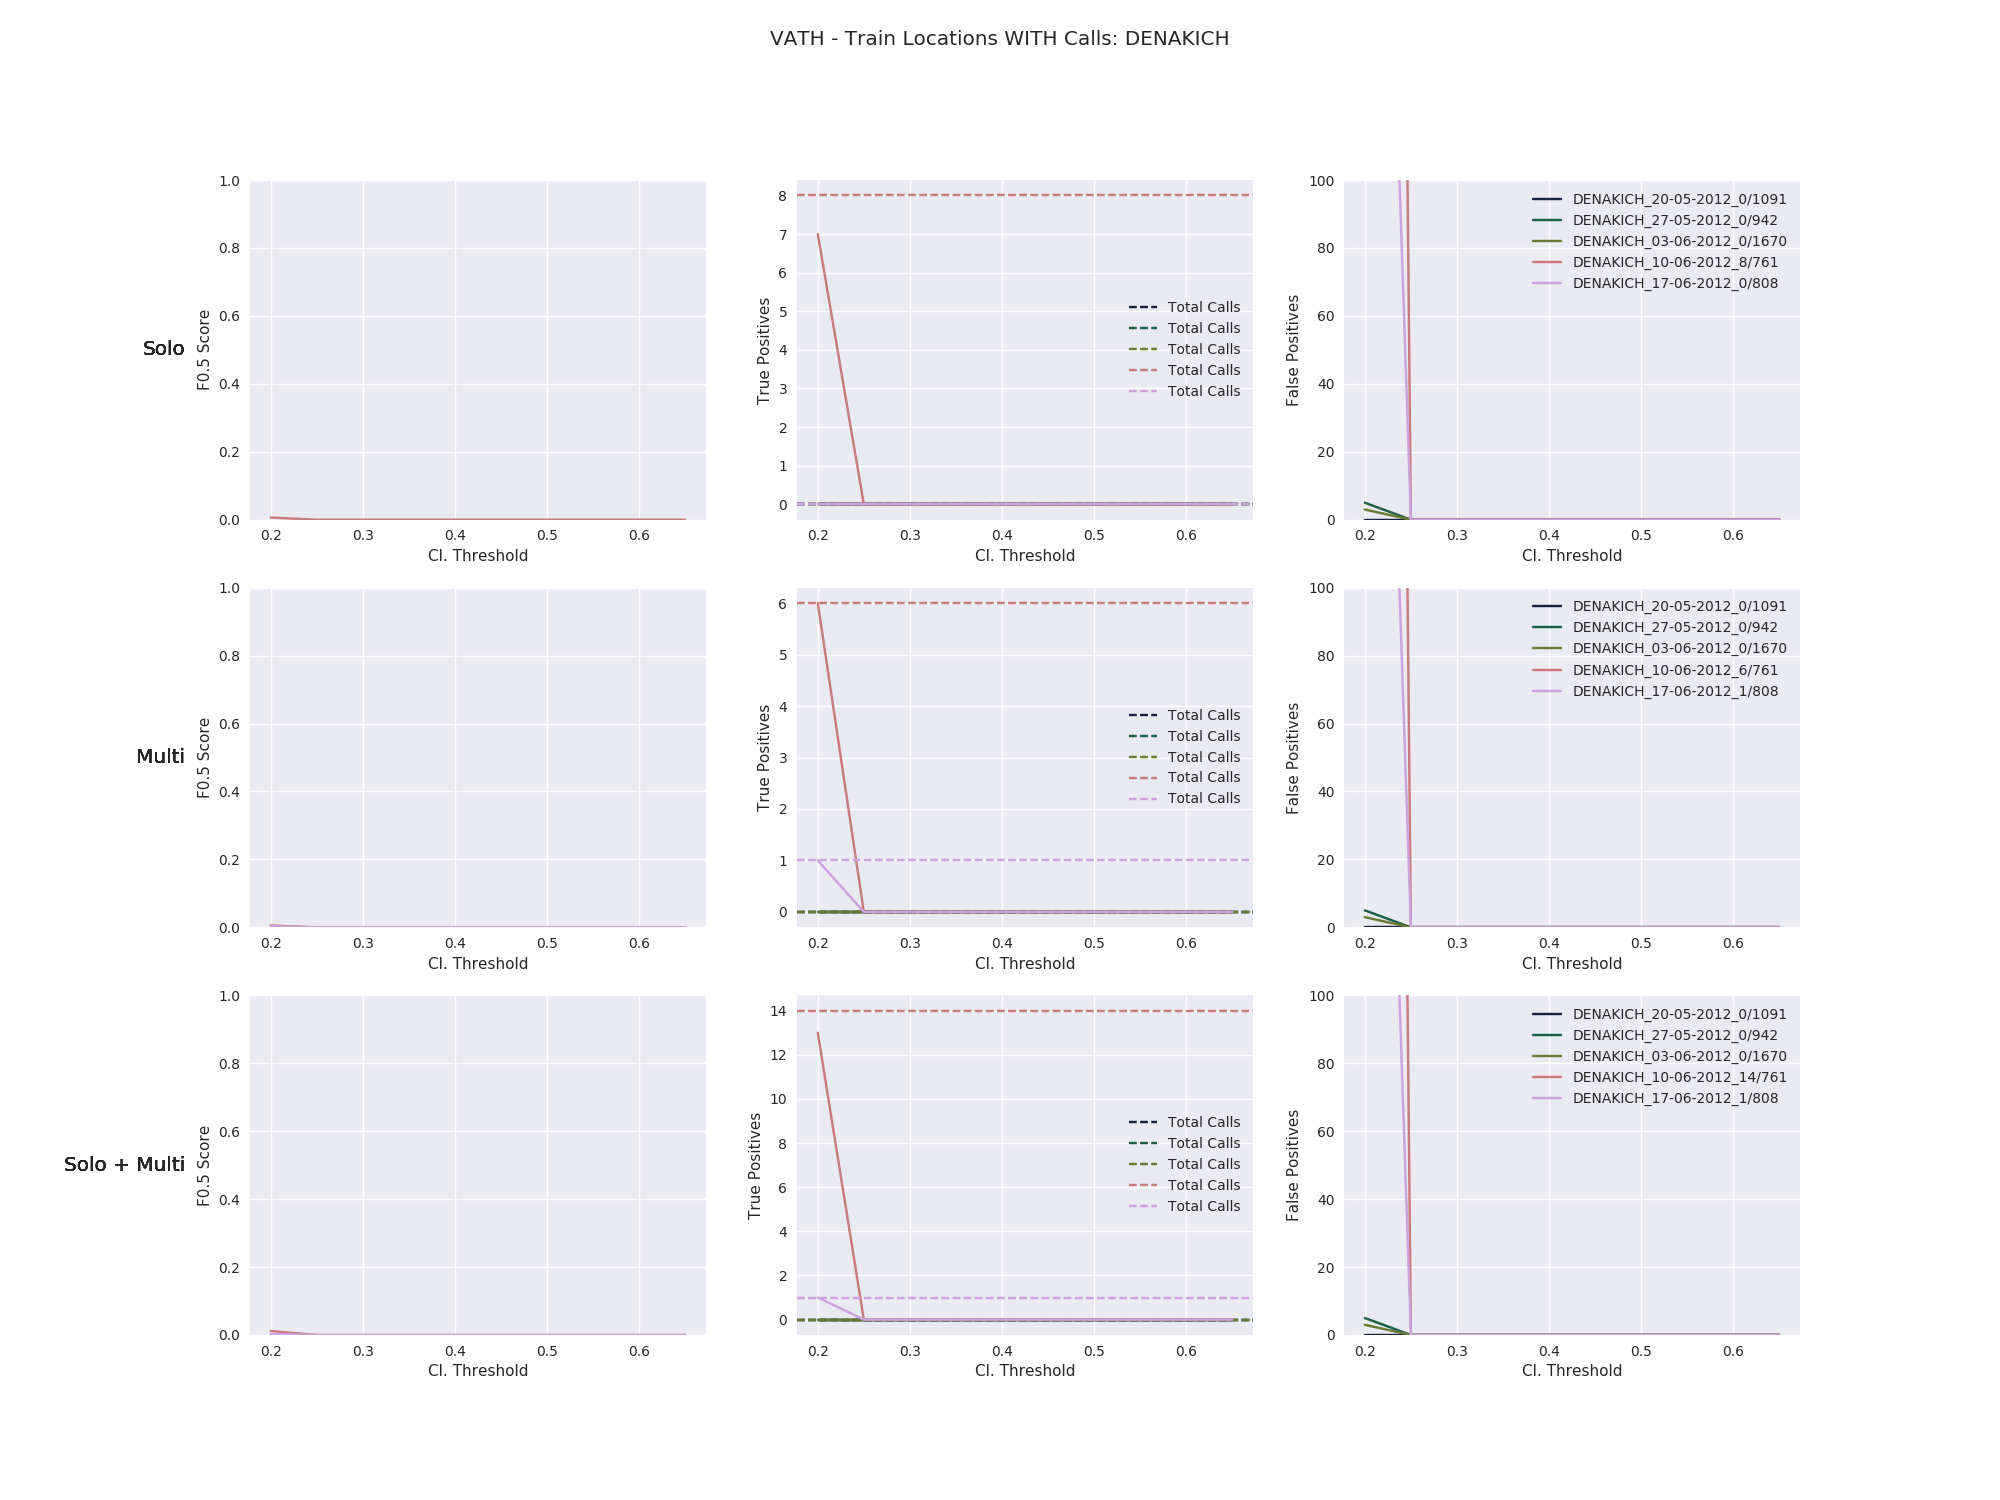 VATH - Train Locations WITH Calls: DENAKICH
Solo
F0.5 Score
1.0
0.8
0.6
0.4
0.2
0.0
0.2 0.3 0.4 0.5 0.6
Cl. Threshold
True Positives
8
7
6
5
4
3
2
1
0
Total Calls
Total Calls
Total Calls
Total Calls
Total Calls
0.2 0.3 0.4 0.5 0.6
Cl. Threshold
False Positives
100
80
60
40
20
0
DENAKICH_20-05-2012_0/1091
DENAKICH_27-05-2012_0/942
DENAKICH_03-06-2012_0/1670
DENAKICH_10-06-2012_8/761
DENAKICH_17-06-2012_0/808
0.2 0.3 0.4 0.5 0.6
Cl. Threshold
Multi
F0.5 Score
1.0
0.8
0.6
0.4
0.2
0.0
0.2 0.3 0.4 0.5 0.6
Cl. Threshold
True Positives
6
5
4
3
2
1
0
Total Calls
Total Calls
Total Calls
Total Calls
Total Calls
0.2 0.3 0.4 0.5 0.6
Cl. Threshold
False Positives
100
80
60
40
20
0
DENAKICH_20-05-2012_0/1091
DENAKICH_27-05-2012_0/942
DENAKICH_03-06-2012_0/1670
DENAKICH_10-06-2012_6/761
DENAKICH_17-06-2012_1/808
0.2 0.3 0.4 0.5 0.6
Cl. Threshold
Solo + Multi
F0.5 Score
1.0
0.8
0.6
0.4
0.2
0.0
0.2 0.3 0.4 0.5 0.6
Cl. Threshold
True Positives
14
12
10
8
6
4
2
0
Total Calls
Total Calls
Total Calls
Total Calls
Total Calls
0.2 0.3 0.4 0.5 0.6
Cl. Threshold
False Positives
100
80
60
40
20
0
DENAKICH_20-05-2012_0/1091
DENAKICH_27-05-2012_0/942
DENAKICH_03-06-2012_0/1670
DENAKICH_10-06-2012_14/761
DENAKICH_17-06-2012_1/808
0.2 0.3 0.4 0.5 0.6
Cl. Threshold